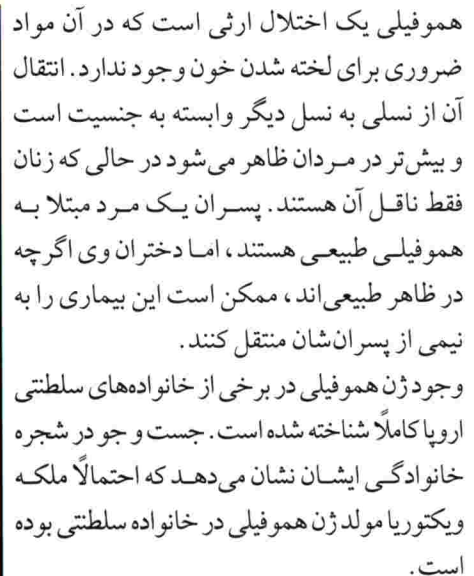 هموفیلی یک اختلال ارثی است که در آن مواد
ضروری برای لخته شدن خون وجود ندارد. انتقال
آن از نسلی به نسل دیگر وابسته به جنسیت است
و بیش‌تر در مردان ظاهر می‌شود در حالی که زنان
فقط ناقل آن هستند. پسران یک مرد مبتلا به
هموفیلی طبیعی هستند، اما دختران وی اگر چه
در ظاهر طبیعی‌اند، ممکن است این بیماری را به
نیمی از پسران‌شان منتقل کنند.
وجود ژن هموفیلی در برخی از خانواده‌های سلطنتی
اروپا کاملاً شناخته شده است. جست و جو در شجره
خانوادگی ایشان نشان می‌دهد که احتمالاً ملکه
ویکتوریا مولد ژن هموفیلی در خانواده سلطنتی بوده
است.